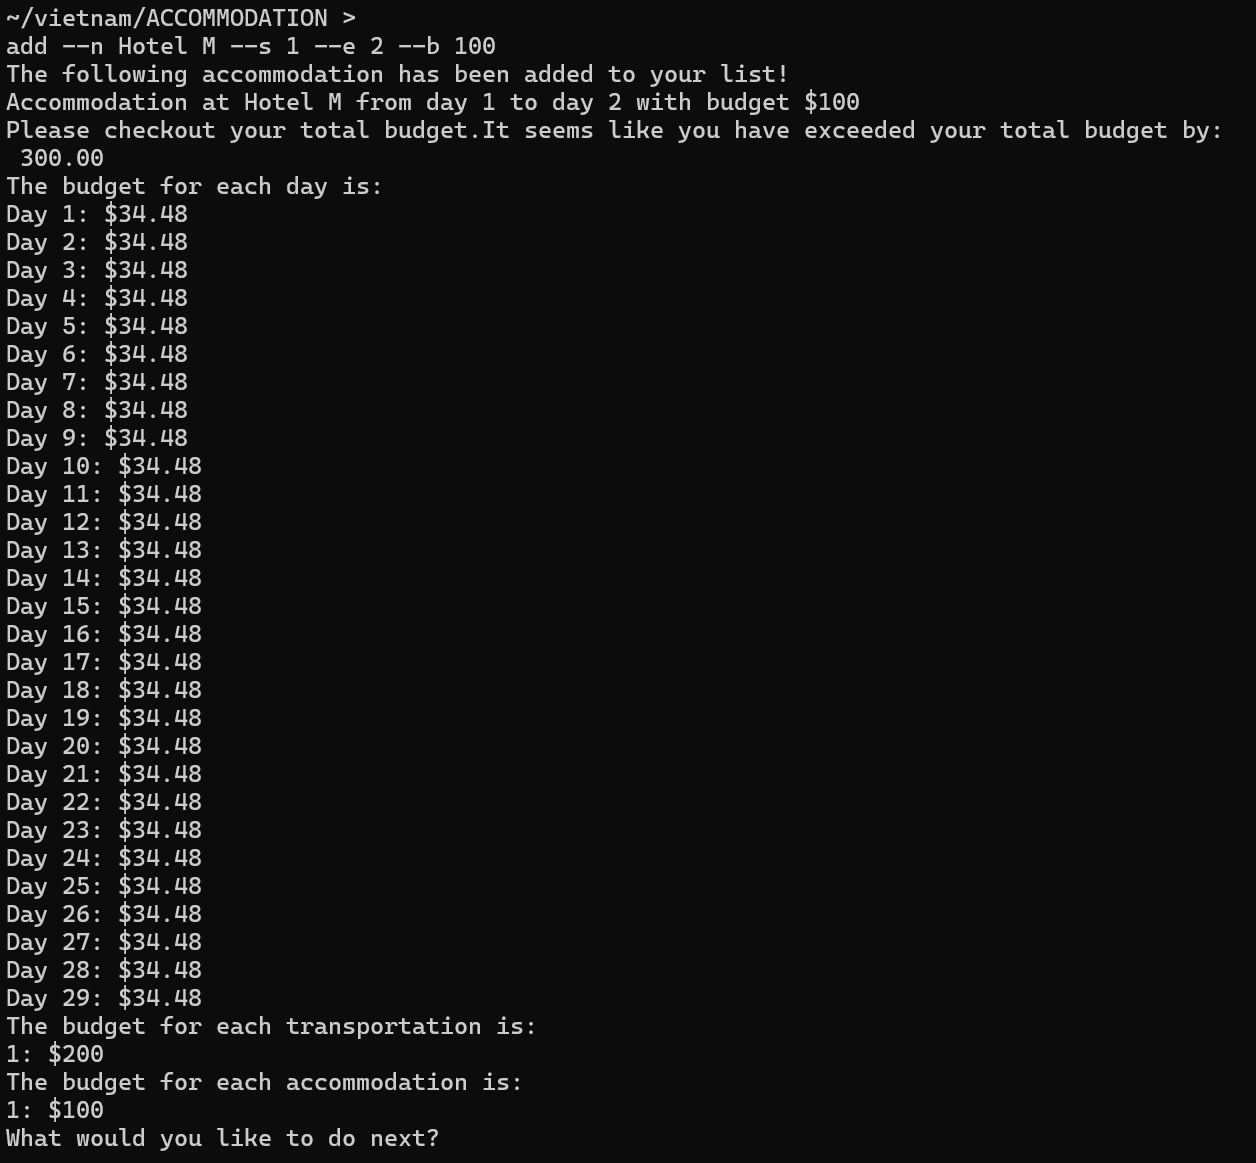 ~/vietnam/ACCOMMODATION >
add --n Hotel M --s 1 --e 2 --b 100
The following accommodation has been added to your list!
Accommodation at Hotel M from day 1 to day 2 with budget $100
Please checkout your total budget.It seems like you have exceeded your total budget by:
 300.00
The budget for each day is:
Day 1: $34.48
Day 2: $34.48
Day 3: $34.48
Day 4: $34.48
Day 5: $34.48
Day 6: $34.48
Day 7: $34.48
Day 8: $34.48
Day 9: $34.48
Day 10: $34.48
Day 11: $34.48
Day 12: $34.48
Day 13: $34.48
Day 14: $34.48
Day 15: $34.48
Day 16: $34.48
Day 17: $34.48
Day 18: $34.48
Day 19: $34.48
Day 20: $34.48
Day 21: $34.48
Day 22: $34.48
Day 23: $34.48
Day 24: $34.48
Day 25: $34.48
Day 26: $34.48
Day 27: $34.48
Day 28: $34.48
Day 29: $34.48
The budget for each transportation is:
1: $200
The budget for each accommodation is:
1: $100
What would you like to do next?